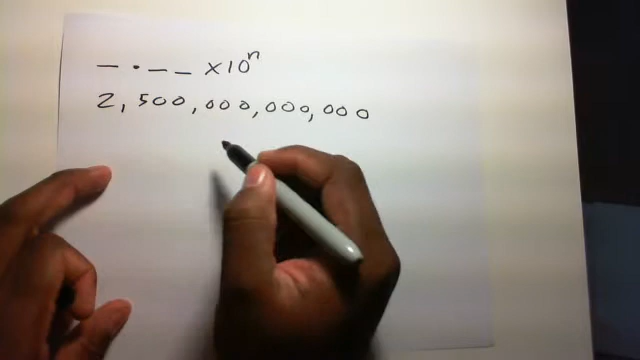 _ . _ _ x10ⁿ
2,500,000,000,000